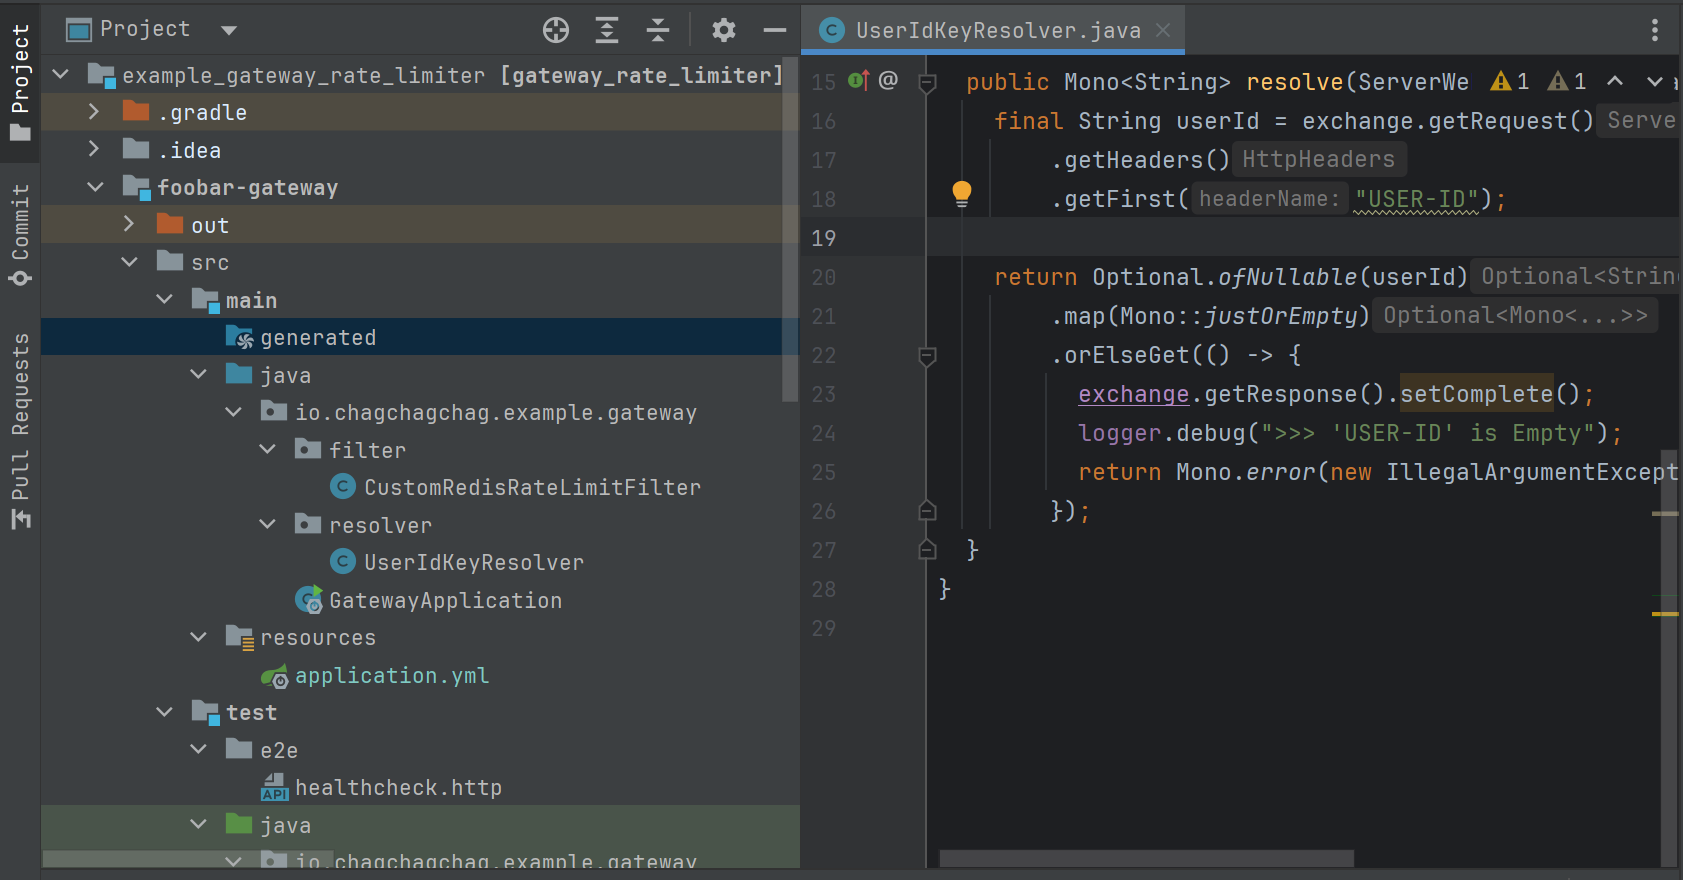 Project
Commit
Pull Requests
Project
example_gateway_rate_limiter [gateway_rate_limiter]
.gradle
.idea
foobar-gateway
out
src
main
generated
java
io.chagchagchag.example.gateway
filter
CustomRedisRateLimitFilter
resolver
UserIdKeyResolver
GatewayApplication
resources
application.yml
test
e2e
API healthcheck.http
java
io.chagchagchag.example.gateway
UserIdKeyResolver.java
15 @ public Mono<String> resolve(ServerWe 1 1
16 final String userId = exchange.getRequest() Serve
17 .getHeaders() HttpHeaders
18 .getFirst( headerName: "USER-ID");
19
20 return Optional.ofNullable(userId) Optional<String
21 .map(Mono::justOrEmpty) Optional<Mono<...>>
22 .orElseGet(() -> {
23 exchange.getResponse().setComplete();
24 logger.debug(">>> 'USER-ID' is Empty");
25 return Mono.error(new IllegalArgumentExcept
26 });
27 }
28 }
29